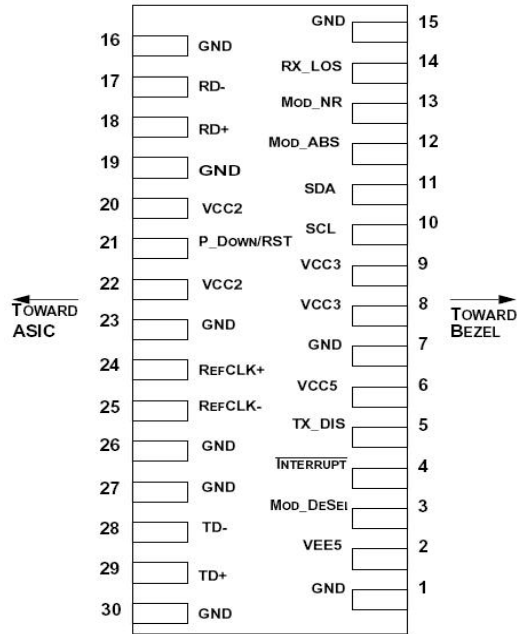 16 GND
17 RD-
18 RD+
19 GND
20 VCC2
21 P_DOWN/RST
22 VCC2
23 GND
24 REFCLK+
25 REFCLK-
26 GND
27 GND
28 TD-
29 TD+
30 GND
GND 15
RX_LOS 14
MOD_NR 13
MOD_ABS 12
SDA 11
SCL 10
VCC3 9
VCC3 8
GND 7
VCC5 6
TX_DIS 5
INTERRUPT 4
MOD_DESEL 3
VEE5 2
GND 1
TOWARD
ASIC
TOWARD
BEZEL